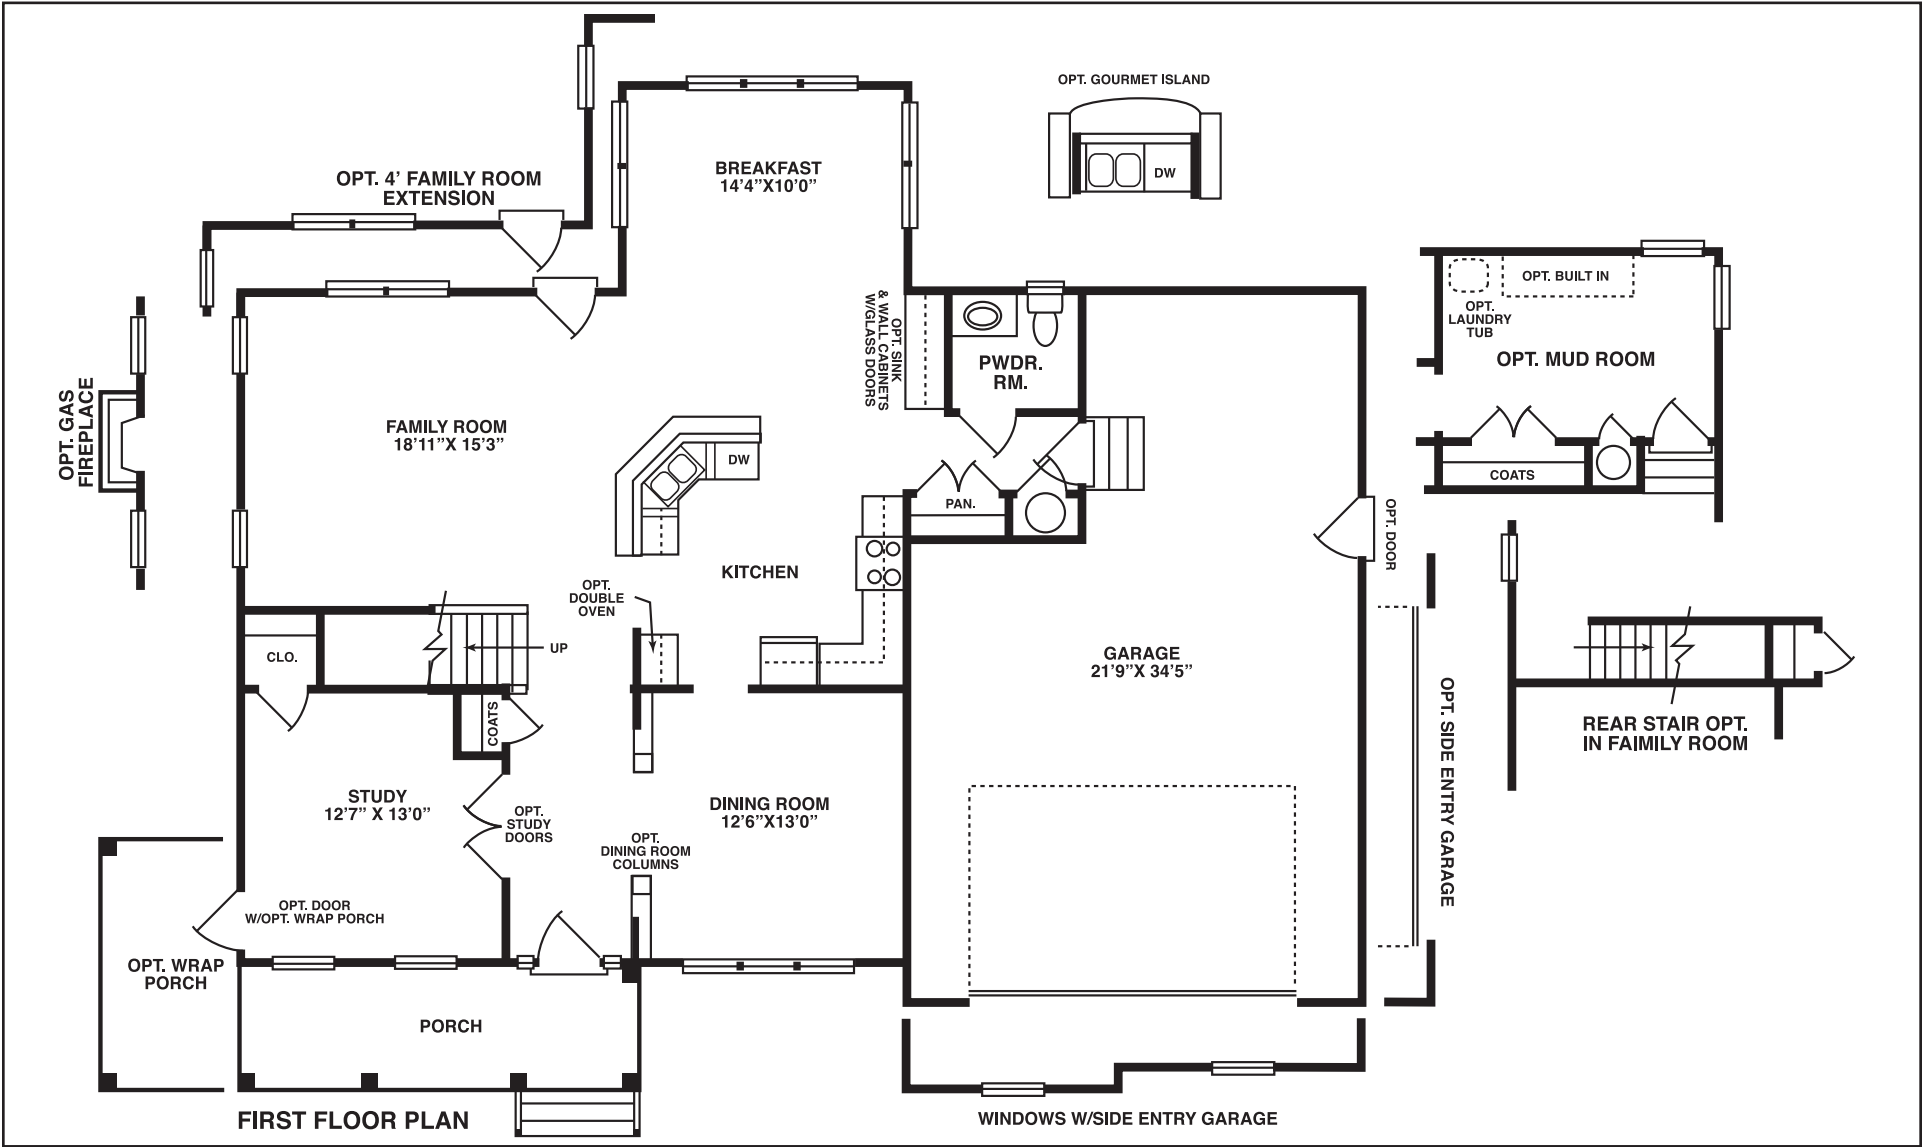 OPT. GOURMET ISLAND
DW
BREAKFAST
14'4”X10'0”
OPT. 4' FAMILY ROOM
EXTENSION
OPT. BUILT IN
OPT.
LAUNDRY
TUB
OPT. MUD ROOM
COATS
OPT. SINK
& WALL CABINETS
W/GLASS DOORS
PWDR.
RM.
OPT. GAS
FIREPLACE
FAMILY ROOM
18'11”X 15'3”
DW
PAN.
OPT. DOOR
KITCHEN
OPT.
DOUBLE
OVEN
UP
CLO.
COATS
GARAGE
21'9”X 34'5”
OPT. SIDE ENTRY GARAGE
REAR STAIR OPT.
IN FAIMILY ROOM
STUDY
12'7” X 13'0”
OPT.
STUDY
DOORS
DINING ROOM
12'6”X13'0”
OPT.
DINING ROOM
COLUMNS
OPT. DOOR
W/OPT. WRAP PORCH
OPT. WRAP
PORCH
PORCH
FIRST FLOOR PLAN
WINDOWS W/SIDE ENTRY GARAGE